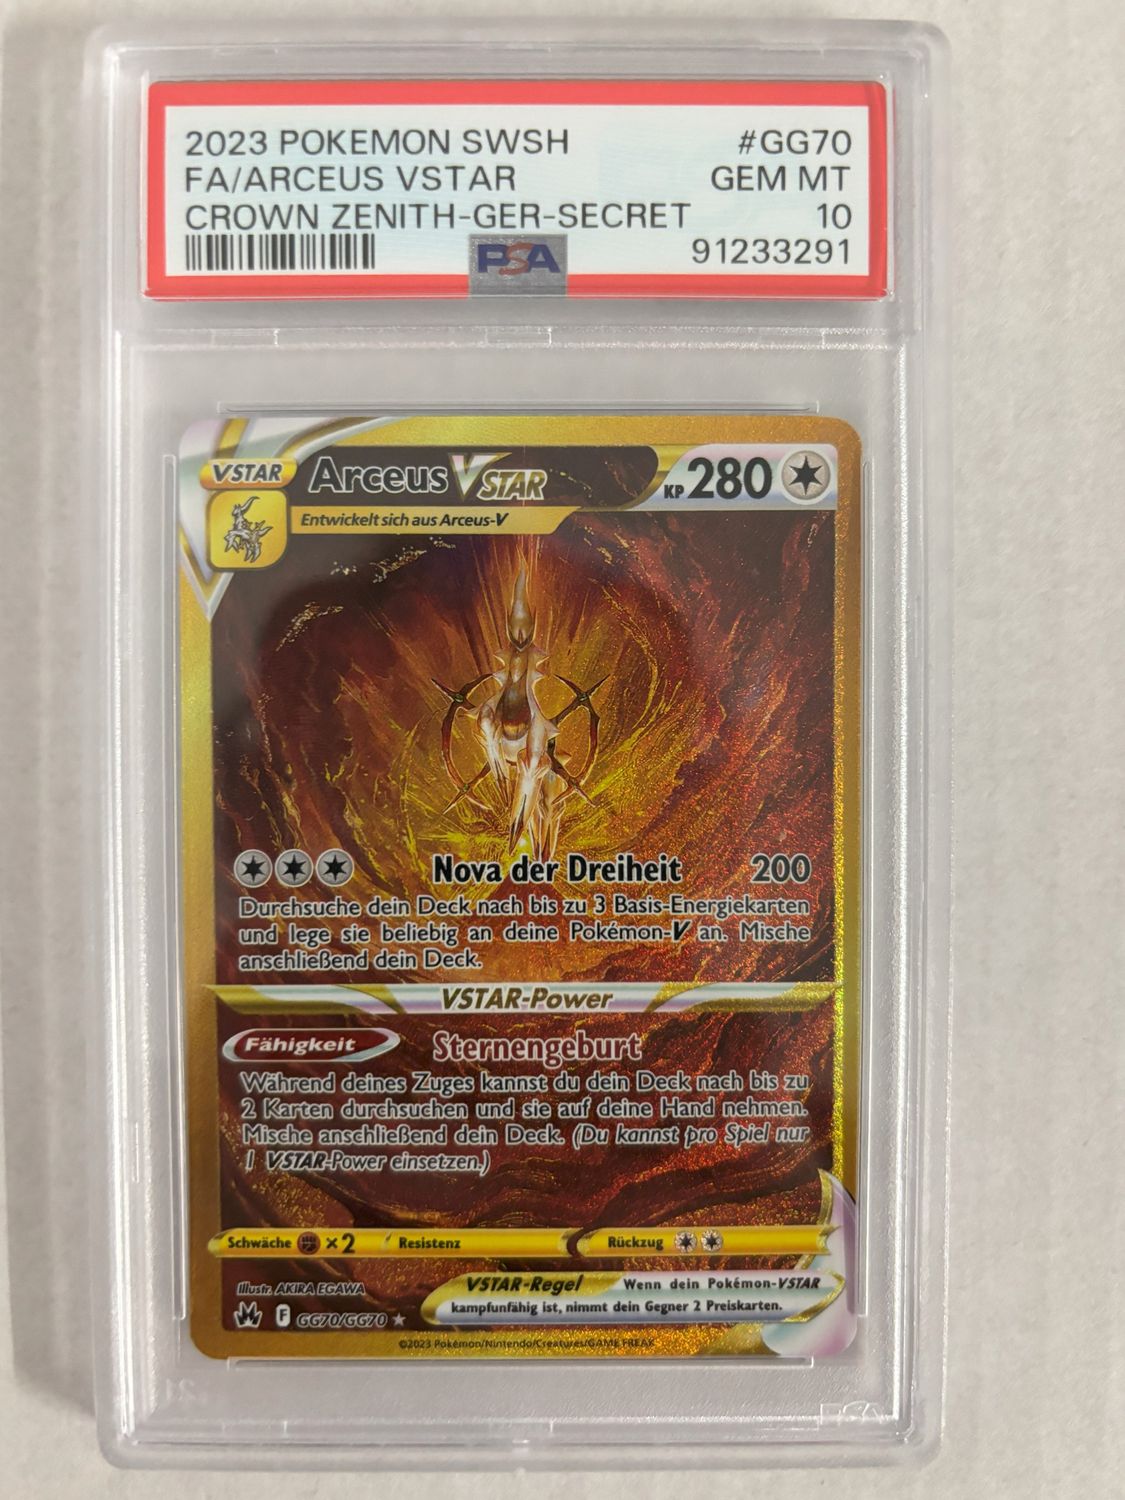 2023 POKEMON SWSH #GG70
FA/ARCEUS VSTAR GEM MT
CROWN ZENITH-GER-SECRET 10
PSA 91233291
VSTAR Arceus VSTAR KP 280
Entwickelt sich aus Arceus-V
Nova der Dreiheit 200
Durchsuche dein Deck nach bis zu 3 Basis-Energiekarten
und lege sie beliebig an deine Pokémon-V an. Mische
anschließend dein Deck.
VSTAR-Power
Fähigkeit Sternengeburt
Während deines Zuges kannst du dein Deck nach bis zu
2 Karten durchsuchen und sie auf deine Hand nehmen.
Mische anschließend dein Deck. (Du kannst pro Spiel nur
1 VSTAR-Power einsetzen.)
Schwäche ×2 Resistenz Rückzug
Illustr. AKIRA EGAWA
VSTAR-Regel Wenn dein Pokémon-VSTAR
kampfunfähig ist, nimmt dein Gegner 2 Preiskarten.
F GG70/GG70 ★
©2023 Pokémon/Nintendo/Creatures/GAME FREAK
PSA